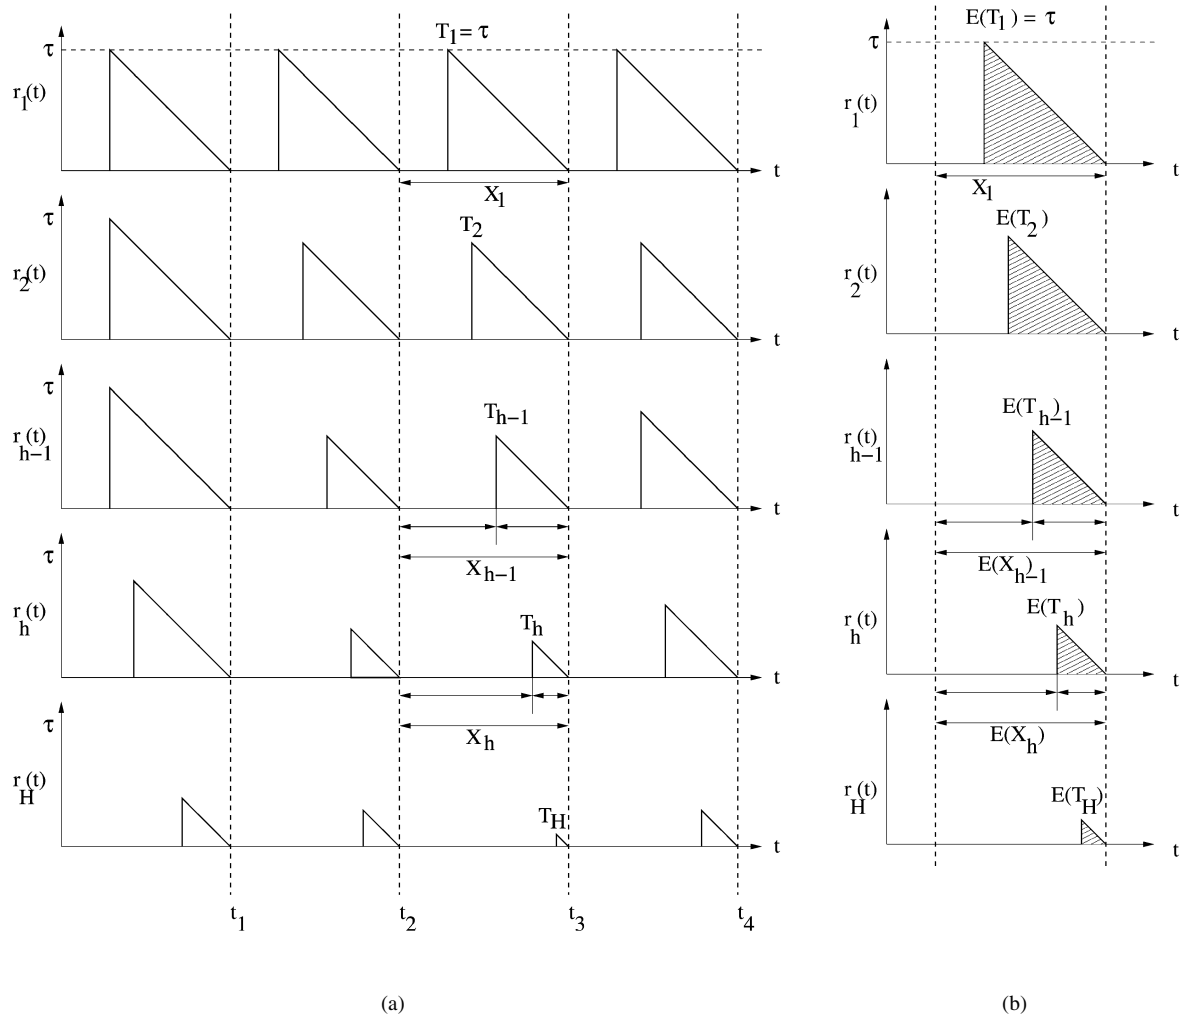 T1 = τ
τ
r1(t)
t
X1
τ
T2
r2(t)
t
τ
Th−1
rh−1(t)
t
Xh−1
τ
Th
rh(t)
t
Xh
τ
rH(t)
TH
t
t1 t2 t3 t4
(a)
E(T1) = τ
τ
r1(t)
t
X1
E(T2)
r2(t)
t
E(Th−1)
rh−1(t)
t
E(Xh−1)
E(Th)
rh(t)
t
E(Xh)
E(TH)
rH(t)
t
(b)